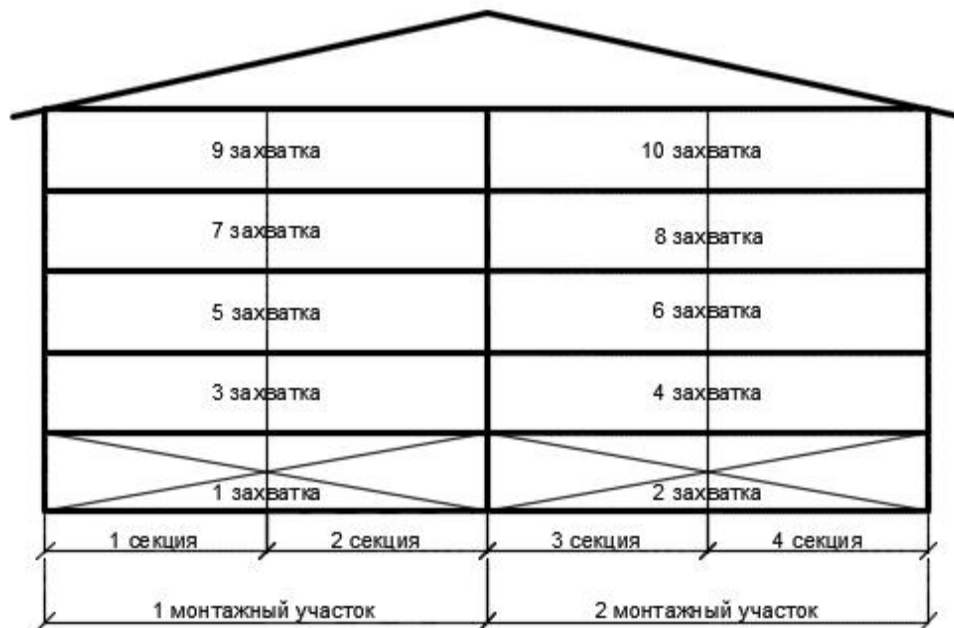 9 захватка
10 захватка
7 захватка
8 захватка
5 захватка
6 захватка
3 захватка
4 захватка
1 захватка
2 захватка
1 секция
2 секция
3 секция
4 секция
1 монтажный участок
2 монтажный участок